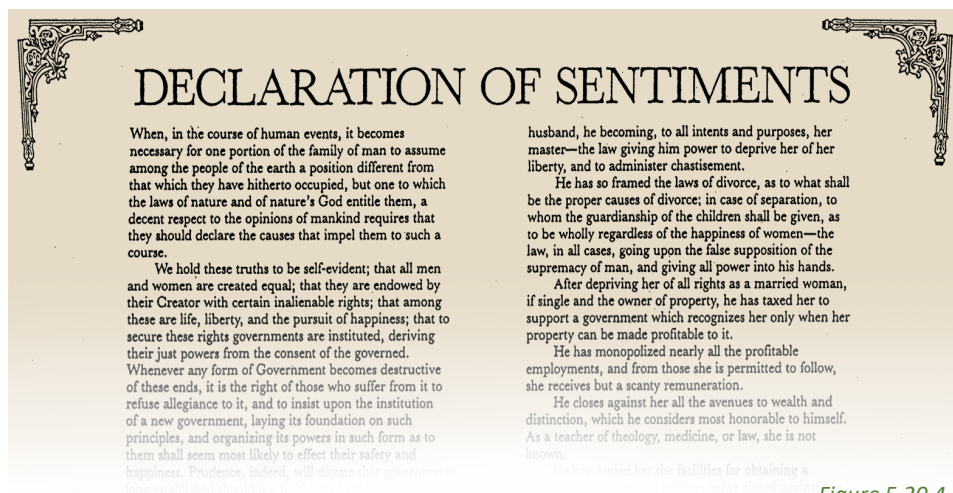 DECLARATION OF SENTIMENTS
When, in the course of human events, it becomes
necessary for one portion of the family of man to assume
among the people of the earth a position different from
that which they have hitherto occupied, but one to which
the laws of nature and of nature's God entitle them, a
decent respect to the opinions of mankind requires that
they should declare the causes that impel them to such a
course.
We hold these truths to be self-evident; that all men
and women are created equal; that they are endowed by
their Creator with certain inalienable rights; that among
these are life, liberty, and the pursuit of happiness; that to
secure these rights governments are instituted, deriving
their just powers from the consent of the governed.
Whenever any form of Government becomes destructive
of these ends, it is the right of those who suffer from it to
refuse allegiance to it, and to insist upon the institution
of a new government, laying its foundation on such
principles, and organizing its powers in such form as to
them shall seem most likely to effect their safety and
happiness. Prudence, indeed, will dictate that governments
husband, he becoming, to all intents and purposes, her
master—the law giving him power to deprive her of her
liberty, and to administer chastisement.
He has so framed the laws of divorce, as to what shall
be the proper causes of divorce; in case of separation, to
whom the guardianship of the children shall be given, as
to be wholly regardless of the happiness of women—the
law, in all cases, going upon the false supposition of the
supremacy of man, and giving all power into his hands.
After depriving her of all rights as a married woman,
if single and the owner of property, he has taxed her to
support a government which recognizes her only when her
property can be made profitable to it.
He has monopolized nearly all the profitable
employments, and from those she is permitted to follow,
she receives but a scanty remuneration.
He closes against her all the avenues to wealth and
distinction, which he considers most honorable to himself.
As a teacher of theology, medicine, or law, she is not
known.
He has denied her the facilities for obtaining a
Figure 5.20.4